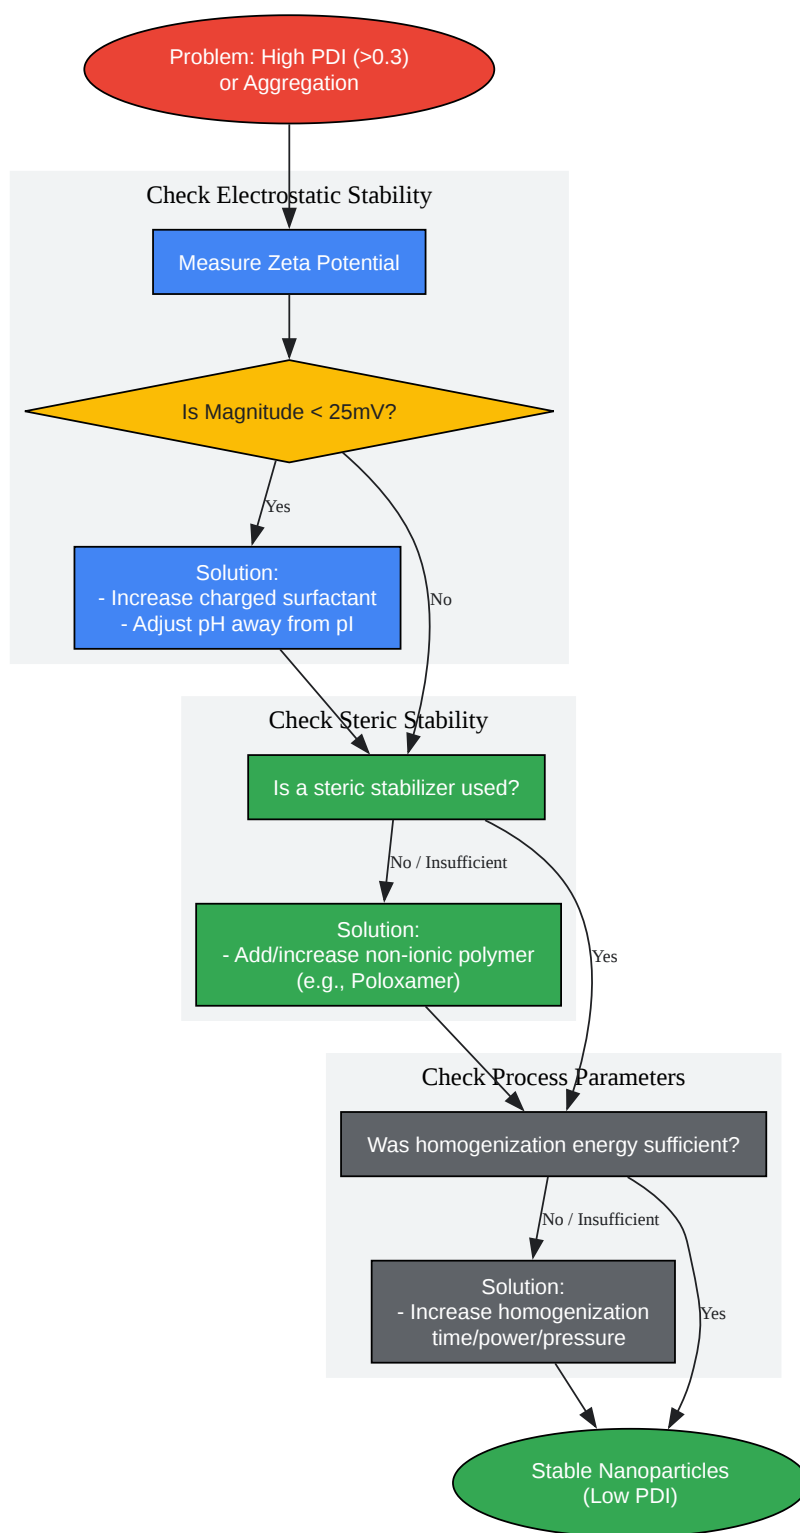 Problem: High PDI (>0.3)
or Aggregation
Check Electrostatic Stability
Measure Zeta Potential
Is Magnitude < 25mV?
Yes
Solution:
- Increase charged surfactant
- Adjust pH away from pI
No
Check Steric Stability
Is a steric stabilizer used?
No / Insufficient
Solution:
- Add/increase non-ionic polymer
(e.g., Poloxamer)
Yes
Check Process Parameters
Was homogenization energy sufficient?
No / Insufficient
Solution:
- Increase homogenization
time/power/pressure
Yes
Stable Nanoparticles
(Low PDI)